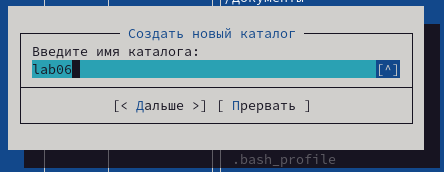 /Документы
Создать новый каталог
Введите имя каталога:
lab06 [^]
[< Дальше >] [ Прервать ]
.bash_profile